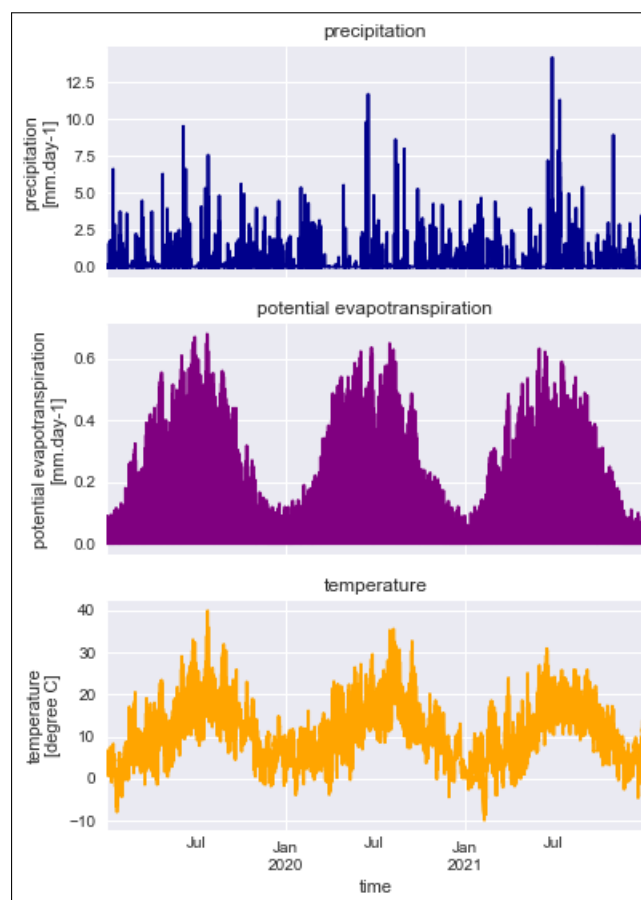 precipitation
12.5
10.0
7.5
5.0
2.5
0.0
precipitation
[mm.day-1]
potential evapotranspiration
0.6
0.4
0.2
0.0
potential evapotranspiration
[mm.day-1]
temperature
40
30
20
10
0
−10
temperature
[degree C]
Jul
Jan
2020
Jul
Jan
2021
Jul
time